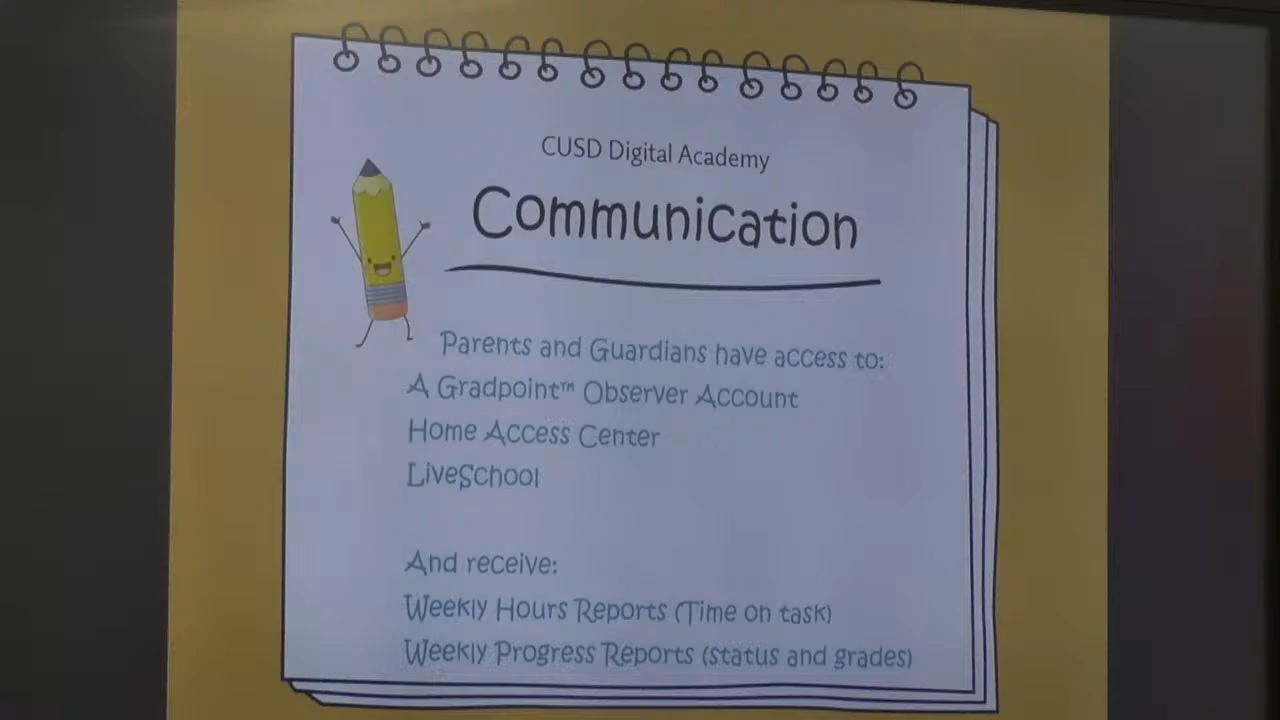 CUSD Digital Academy
Communication
Parents and Guardians have access to:
A Gradpoint™ Observer Account
Home Access Center
LiveSchool
And receive:
Weekly Hours Reports (Time on task)
Weekly Progress Reports (status and grades)